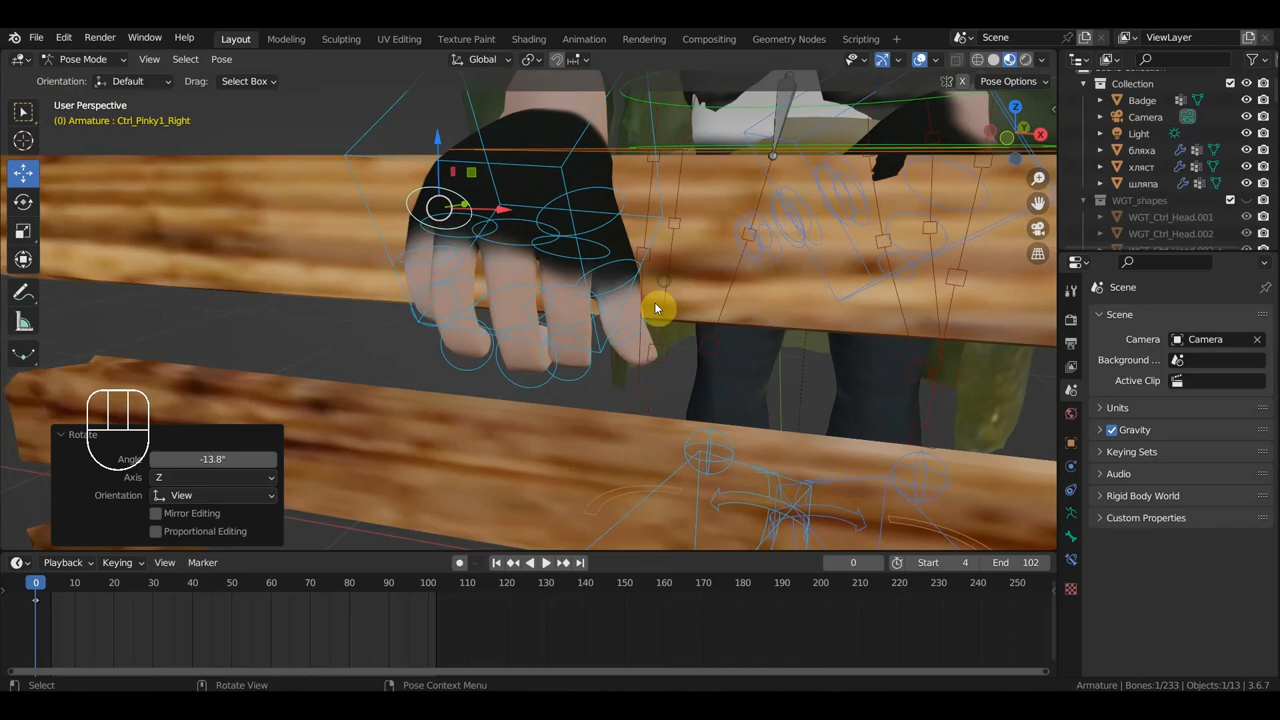 File Edit Render Window Help Layout Modeling Sculpting UV Editing Texture Paint Shading Animation Rendering Compositing Geometry Nodes Scripting + Scene ViewLayer
Pose Mode View Select Pose Global
Orientation: Default Drag: Select Box X Pose Options
User Perspective
(0) Armature : Ctrl_Pinky1_Right
Z
Y
X
Collection
Badge
Camera
Light
бляха
хляст
шляпа
WGT_shapes
WGT_Ctrl_Head.001
WGT_Ctrl_Head.002
Scene
Scene
Camera Camera
Background ...
Active Clip
Units
Gravity
Keying Sets
Audio
Rigid Body World
Custom Properties
Rotate
Angle -13.8°
Axis Z
Orientation View
Mirror Editing
Proportional Editing
Playback Keying View Marker 0 Start 4 End 102
0 10 20 30 40 50 60 70 80 90 100 110 120 130 140 150 160 170 180 190 200 210 220 230 240 250
Select Rotate View Pose Context Menu Armature | Bones:1/233 | Objects:1/13 | 3.6.7